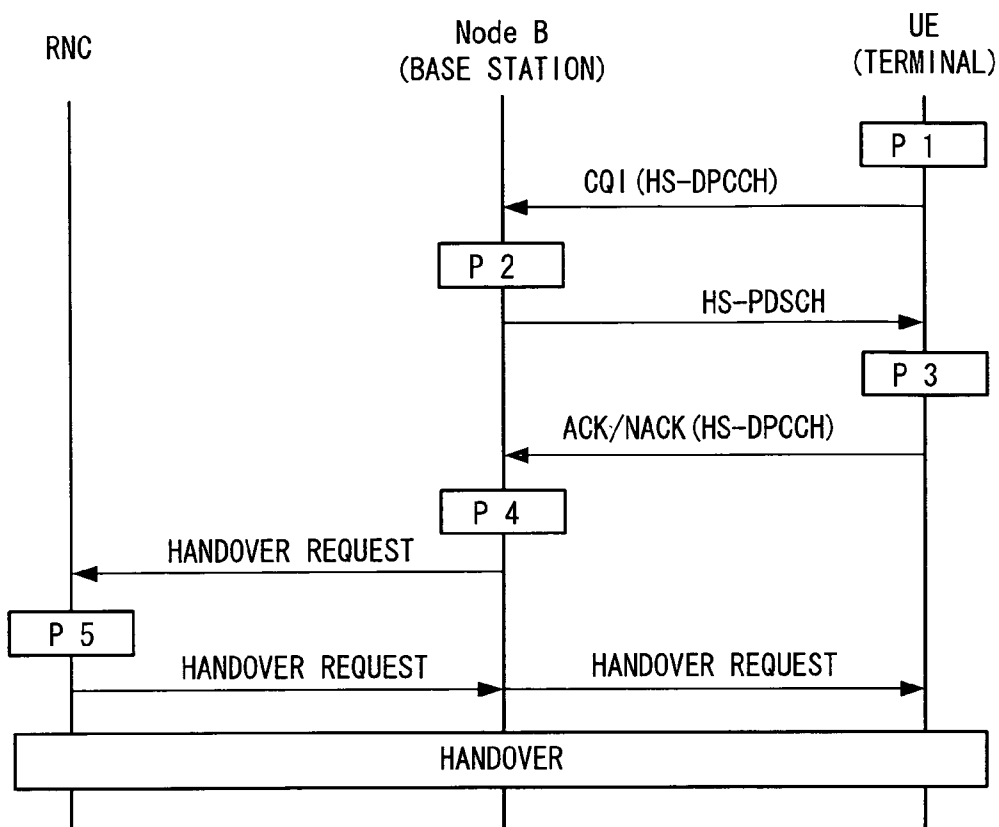 RNC
Node B
(BASE STATION)
UE
(TERMINAL)
P 1
CQI(HS-DPCCH)
P 2
HS-PDSCH
P 3
ACK/NACK(HS-DPCCH)
P 4
HANDOVER REQUEST
P 5
HANDOVER REQUEST
HANDOVER REQUEST
HANDOVER